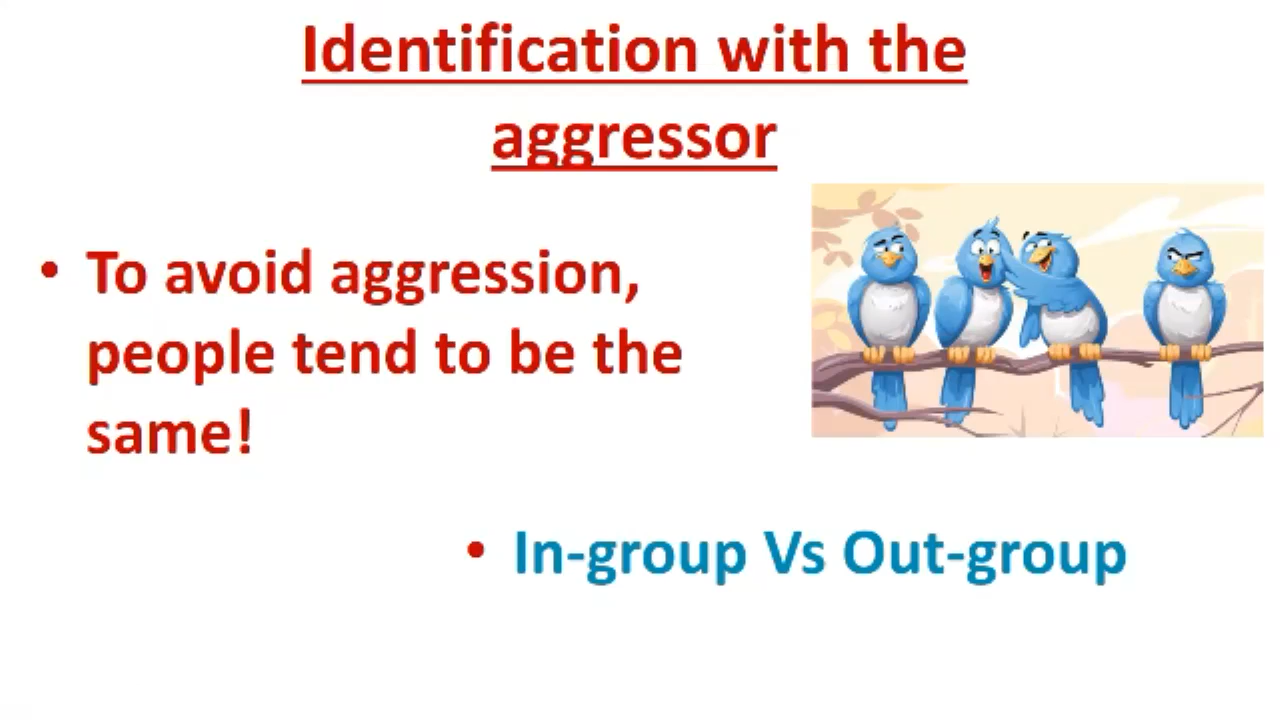 Identification with the
aggressor
• To avoid aggression,
people tend to be the
same!
• In-group Vs Out-group